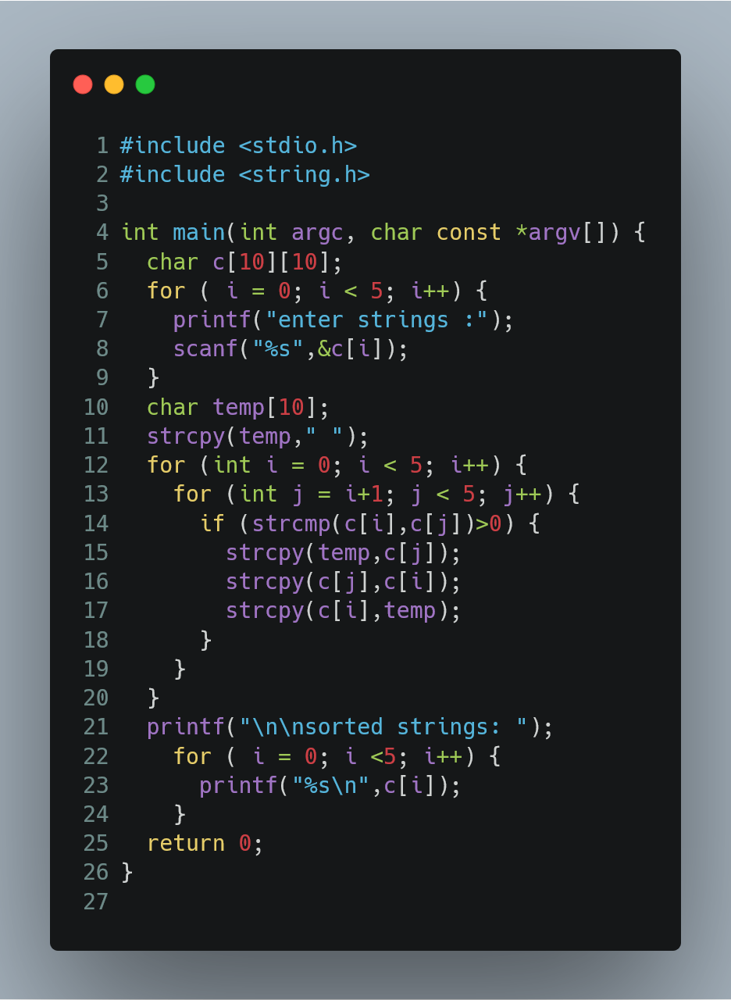 1 #include <stdio.h>
2 #include <string.h>
3
4 int main(int argc, char const *argv[]) {
5   char c[10][10];
6   for ( i = 0; i < 5; i++) {
7     printf("enter strings :");
8     scanf("%s",&c[i]);
9   }
10   char temp[10];
11   strcpy(temp," ");
12   for (int i = 0; i < 5; i++) {
13     for (int j = i+1; j < 5; j++) {
14       if (strcmp(c[i],c[j])>0) {
15         strcpy(temp,c[j]);
16         strcpy(c[j],c[i]);
17         strcpy(c[i],temp);
18       }
19     }
20   }
21   printf("\n\nsorted strings: ");
22     for ( i = 0; i <5; i++) {
23       printf("%s\n",c[i]);
24     }
25   return 0;
26 }
27